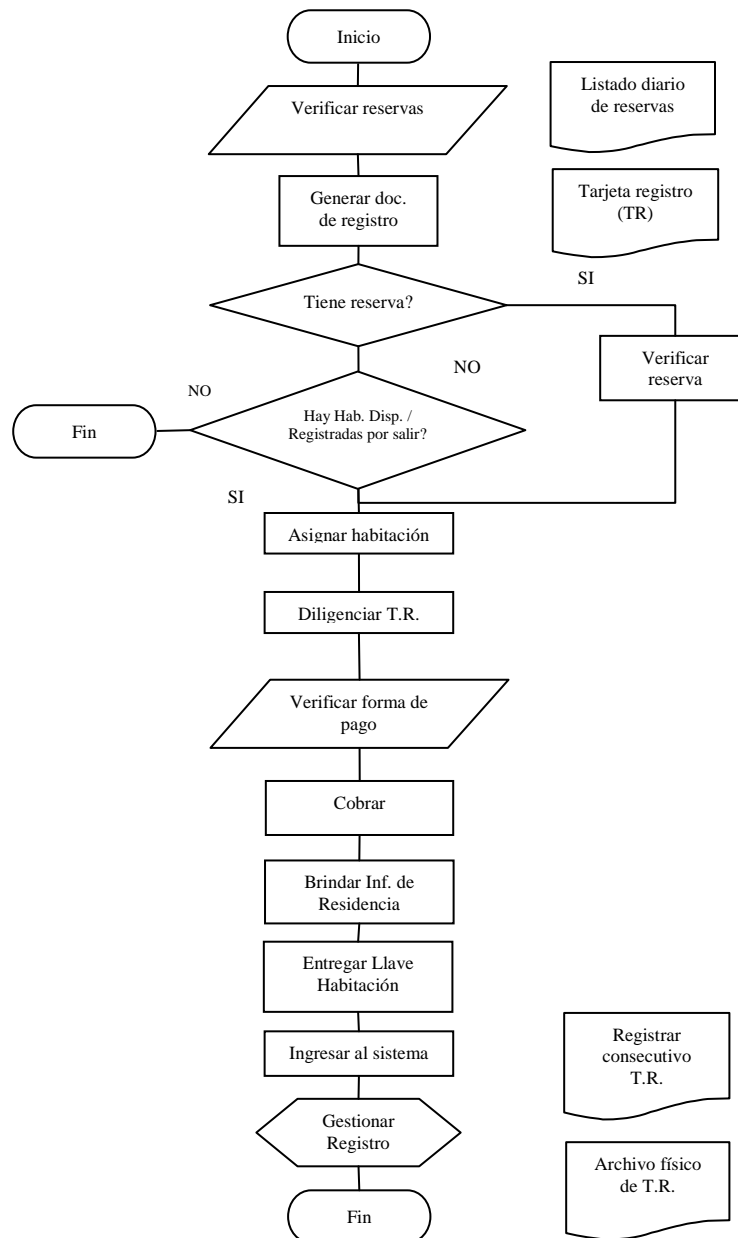 Inicio
Verificar reservas
Listado diario
de reservas
Generar doc.
de registro
Tarjeta registro
(TR)
SI
Tiene reserva?
Verificar
reserva
NO
NO
Hay Hab. Disp. /
Registradas por salir?
Fin
SI
Asignar habitación
Diligenciar T.R.
Verificar forma de
pago
Cobrar
Brindar Inf. de
Residencia
Entregar Llave
Habitación
Ingresar al sistema
Registrar
consecutivo
T.R.
Gestionar
Registro
Archivo físico
de T.R.
Fin